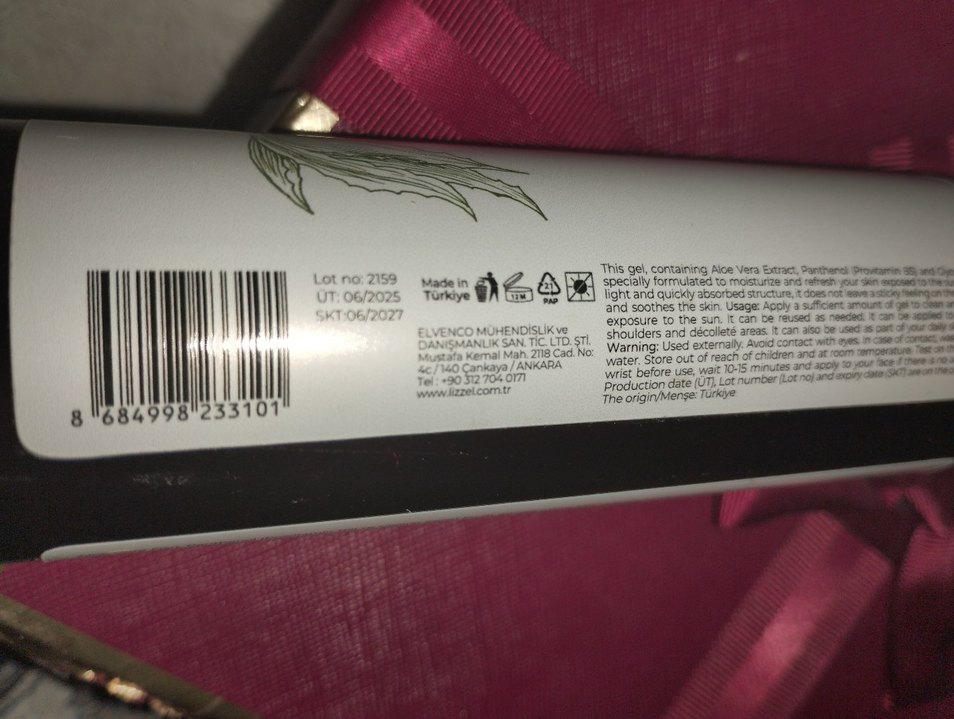 8 684998 233101
Lot no: 2159
ÜT: 06/2025
SKT:06/2027
Made in
Türkiye
12M
21
PAP
ELVENCO MÜHENDİSLİK ve
DANIŞMANLIK SAN. TİC. LTD. ŞTİ.
Mustafa Kemal Mah. 2118 Cad. No:
4c / 140 Çankaya / ANKARA
Tel : +90 312 704 0171
www.lizzel.com.tr
This gel, containing Aloe Vera Extract, Panthenol (Provitamin B5) and
specially formulated to moisturize and refresh your skin exposed to the
light and quickly absorbed structure, it does not leave a sticky feeling on
and soothes the skin. Usage: Apply a sufficient amount of gel to clean
exposure to the sun. It can be reused as needed. It can be applied to
shoulders and décolleté areas. It can also be used as part of your daily
Warning: Used externally. Avoid contact with eyes. In case of contact,
water. Store out of reach of children and at room temperature. Test on
wrist before use, wait 10-15 minutes and apply to your face if there is no
Production date (ÜT), Lot number (Lot no) and expiry date (SKT) are on the
The origin/Menşe: Türkiye